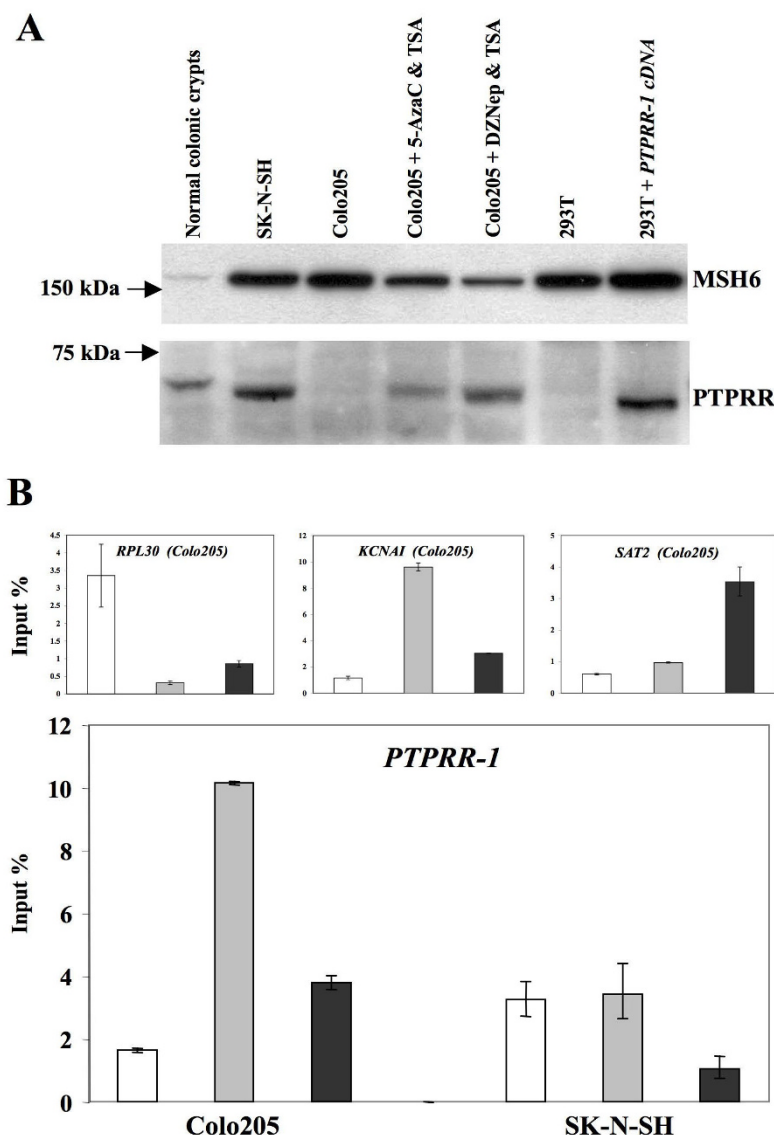 A
Normal colonic crypts
SK-N-SH
Colo205
Colo205 + 5-AzaC & TSA
Colo205 + DZNep & TSA
293T
293T + PTPRR-1 cDNA
150 kDa
MSH6
75 kDa
PTPRR
B
Input %
4.5
4
3.5
3
2.5
2
1.5
1
0.5
0
RPL30 (Colo205)
12
10
8
6
4
2
0
KCNAI (Colo205)
5
4
3
2
1
0
SAT2 (Colo205)
Input %
12
10
8
6
4
2
0
PTPRR-1
Colo205
SK-N-SH